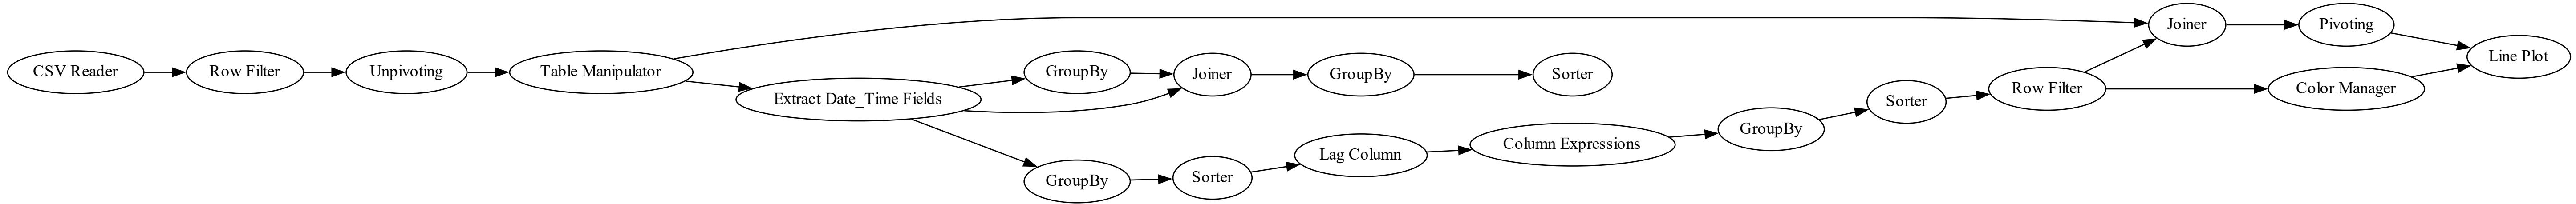 CSV Reader
Row Filter
Unpivoting
Table Manipulator
Extract Date_Time Fields
GroupBy
Joiner
GroupBy
Sorter
GroupBy
Sorter
Lag Column
Column Expressions
GroupBy
Sorter
Row Filter
Joiner
Pivoting
Color Manager
Line Plot